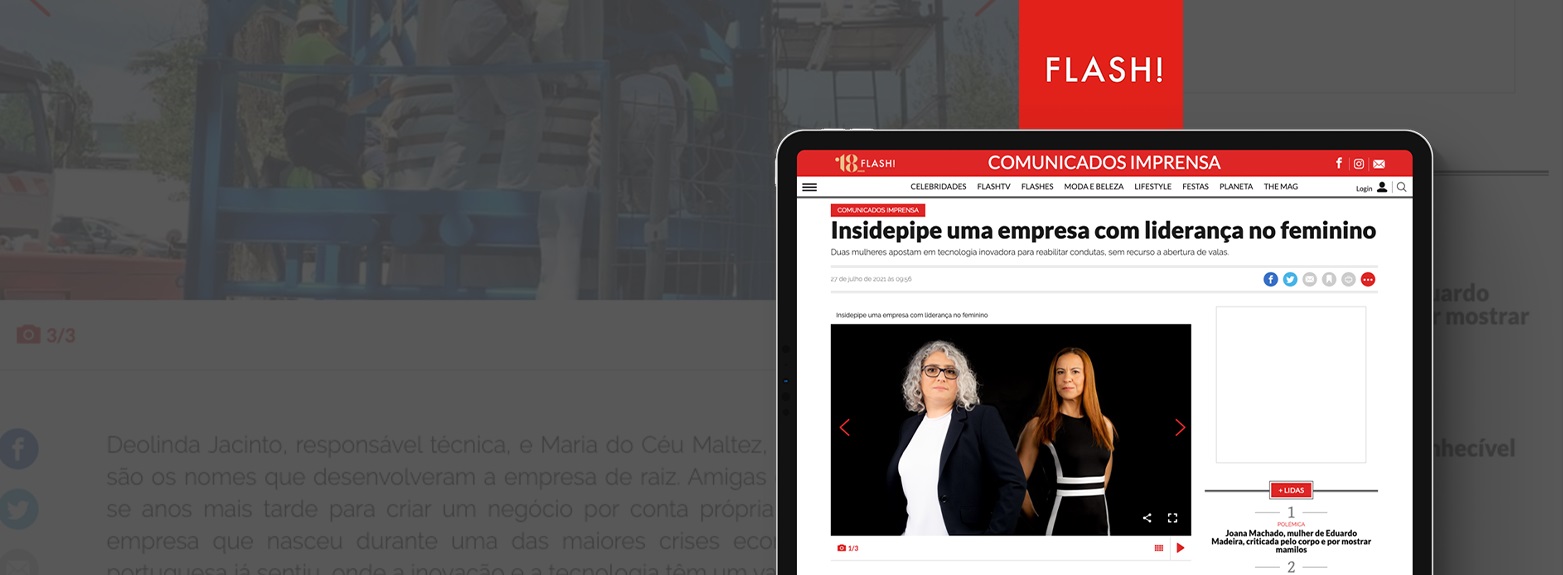 FLASH!
'18 FLASH!
COMUNICADOS IMPRENSA
CELEBRIDADES FLASHTV FLASHES MODA E BELEZA LIFESTYLE FESTAS PLANETA THE MAG
Login
COMUNICADOS IMPRENSA
Insidepipe uma empresa com liderança no feminino
Duas mulheres apostam em tecnologia inovadora para reabilitar condutas, sem recurso a abertura de valas.
27 de julho de 2021 às 09:56
Insidepipe uma empresa com liderança no feminino
1/3
+ LIDAS
1
POLÉMICA
Joana Machado, mulher de Eduardo
Madeira, criticada pelo corpo e por mostrar
mamilos
2
3/3
Deolinda Jacinto, responsável técnica, e Maria do Céu Maltez,
são os nomes que desenvolveram a empresa de raiz. Amigas
se anos mais tarde para criar um negócio por conta própria
empresa que nasceu durante uma das maiores crises eco
portuguesa já sentiu, onde a inovação e a tecnologia têm um va
uardo
r mostrar
nhecível